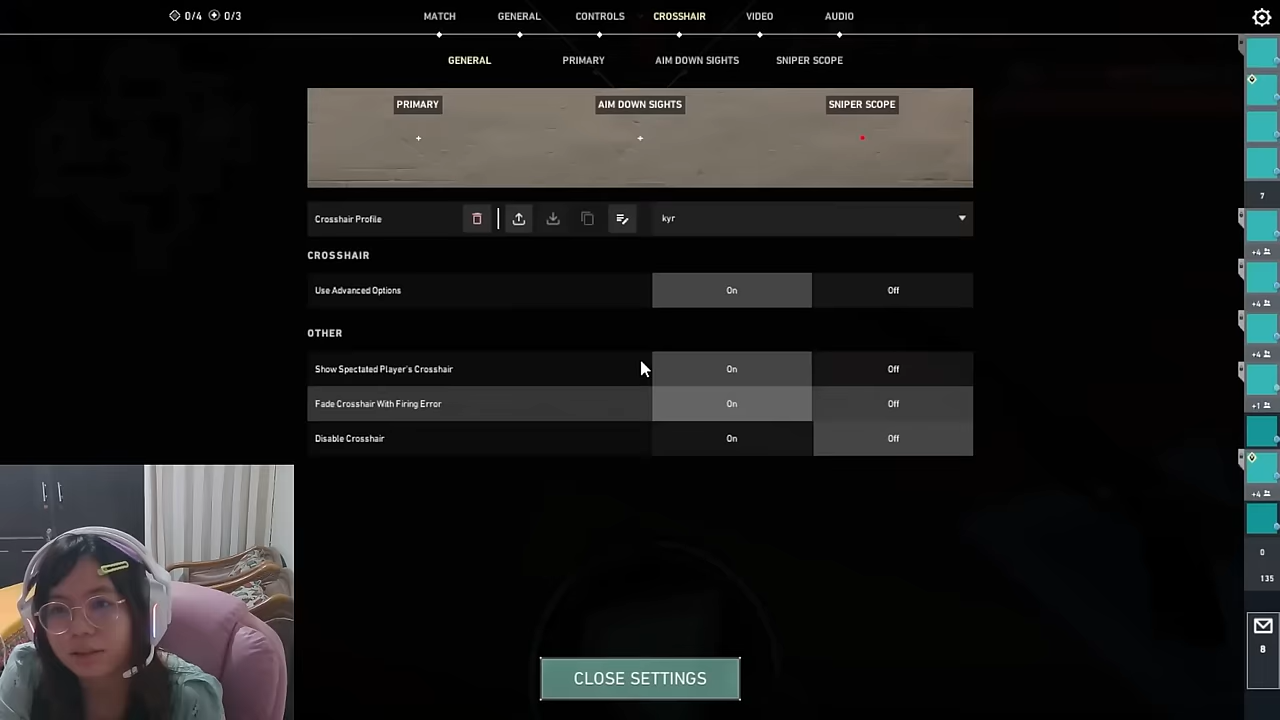 0/4 0/3
MATCH GENERAL CONTROLS CROSSHAIR VIDEO AUDIO
GENERAL PRIMARY AIM DOWN SIGHTS SNIPER SCOPE
PRIMARY AIM DOWN SIGHTS SNIPER SCOPE
Crosshair Profile kyr
CROSSHAIR
Use Advanced Options On Off
OTHER
Show Spectated Player's Crosshair On Off
Fade Crosshair With Firing Error On Off
Disable Crosshair On Off
CLOSE SETTINGS
7
+4
+4
+4
+1
+4
0
135
8